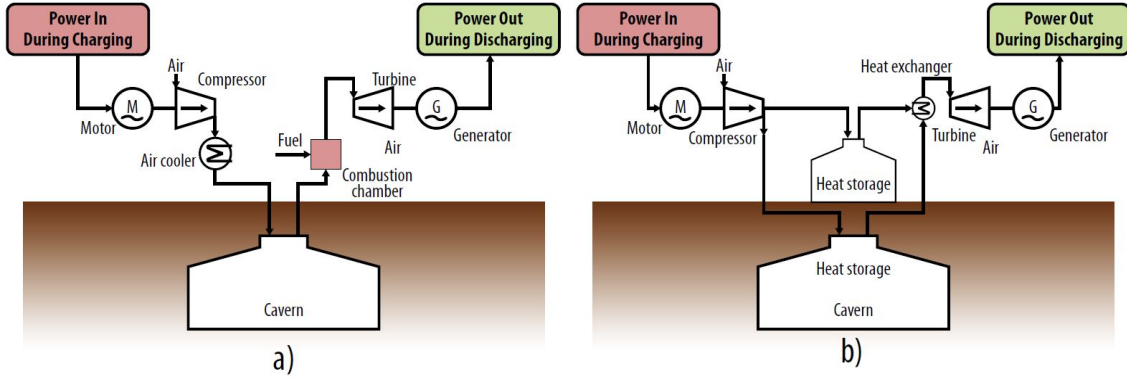 Power In
During Charging
Power Out
During Discharging
Air
Compressor
Turbine
M
G
Motor
Generator
Air
Air cooler
Fuel
Combustion
chamber
Cavern
a)
Power In
During Charging
Power Out
During Discharging
Air
Heat exchanger
M
G
Motor
Compressor
Turbine
Generator
Air
M
Heat storage
Heat storage
Cavern
b)